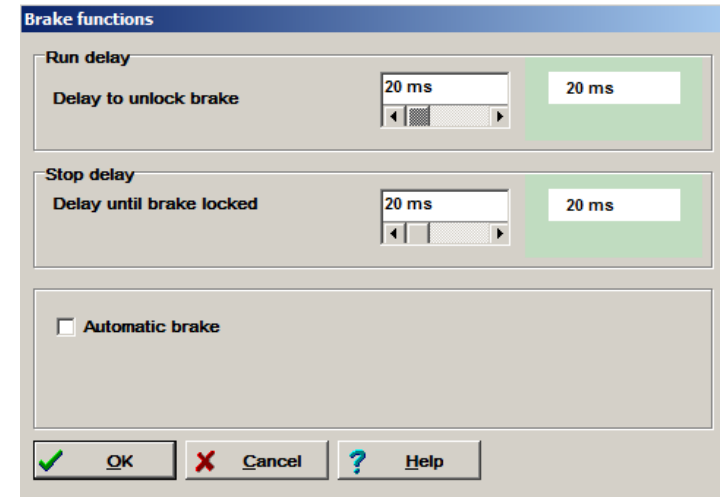 Brake functions
Run delay
Delay to unlock brake
20 ms
20 ms
Stop delay
Delay until brake locked
20 ms
20 ms
Automatic brake
OK
Cancel
? Help